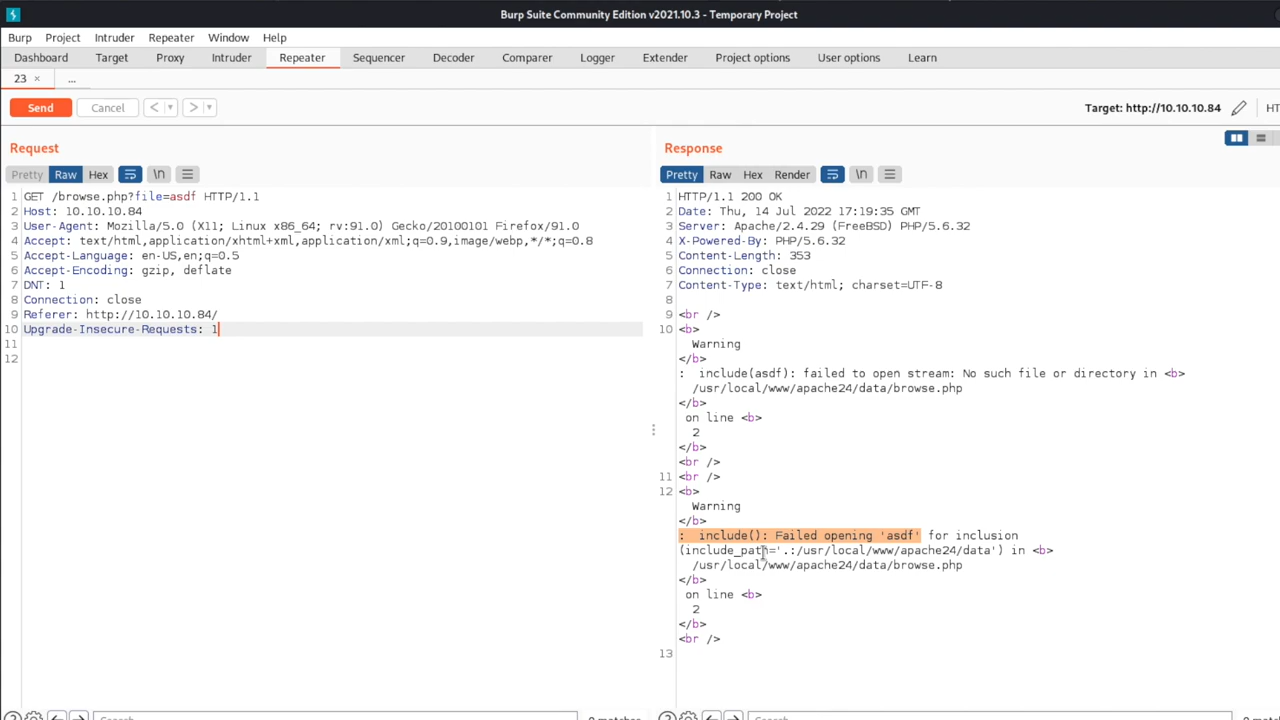 Burp Suite Community Edition v2021.10.3 - Temporary Project
Burp Project Intruder Repeater Window Help
Dashboard Target Proxy Intruder Repeater Sequencer Decoder Comparer Logger Extender Project options User options Learn
23 × ...
Send Cancel < > Target: http://10.10.10.84 HT
Request
Pretty Raw Hex \n
1 GET /browse.php?file=asdf HTTP/1.1
2 Host: 10.10.10.84
3 User-Agent: Mozilla/5.0 (X11; Linux x86_64; rv:91.0) Gecko/20100101 Firefox/91.0
4 Accept: text/html,application/xhtml+xml,application/xml;q=0.9,image/webp,*/*;q=0.8
5 Accept-Language: en-US,en;q=0.5
6 Accept-Encoding: gzip, deflate
7 DNT: 1
8 Connection: close
9 Referer: http://10.10.10.84/
10 Upgrade-Insecure-Requests: 1
11
12
Response
Pretty Raw Hex Render \n
1 HTTP/1.1 200 OK
2 Date: Thu, 14 Jul 2022 17:19:35 GMT
3 Server: Apache/2.4.29 (FreeBSD) PHP/5.6.32
4 X-Powered-By: PHP/5.6.32
5 Content-Length: 353
6 Connection: close
7 Content-Type: text/html; charset=UTF-8
8
9 <br />
10 <b>
Warning
</b>
: include(asdf): failed to open stream: No such file or directory in <b>
/usr/local/www/apache24/data/browse.php
</b>
on line <b>
2
</b>
<br />
11 <br />
12 <b>
Warning
</b>
: include(): Failed opening 'asdf' for inclusion
(include_path='.:/usr/local/www/apache24/data') in <b>
/usr/local/www/apache24/data/browse.php
</b>
on line <b>
2
</b>
<br />
13